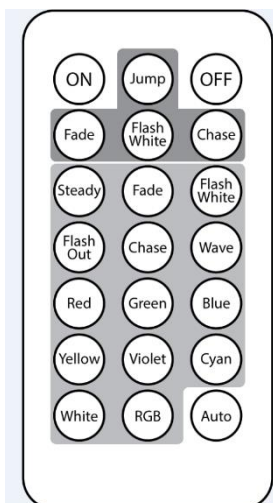 ON Jump OFF
Fade Flash White Chase
Steady Fade Flash White
Flash Out Chase Wave
Red Green Blue
Yellow Violet Cyan
White RGB Auto